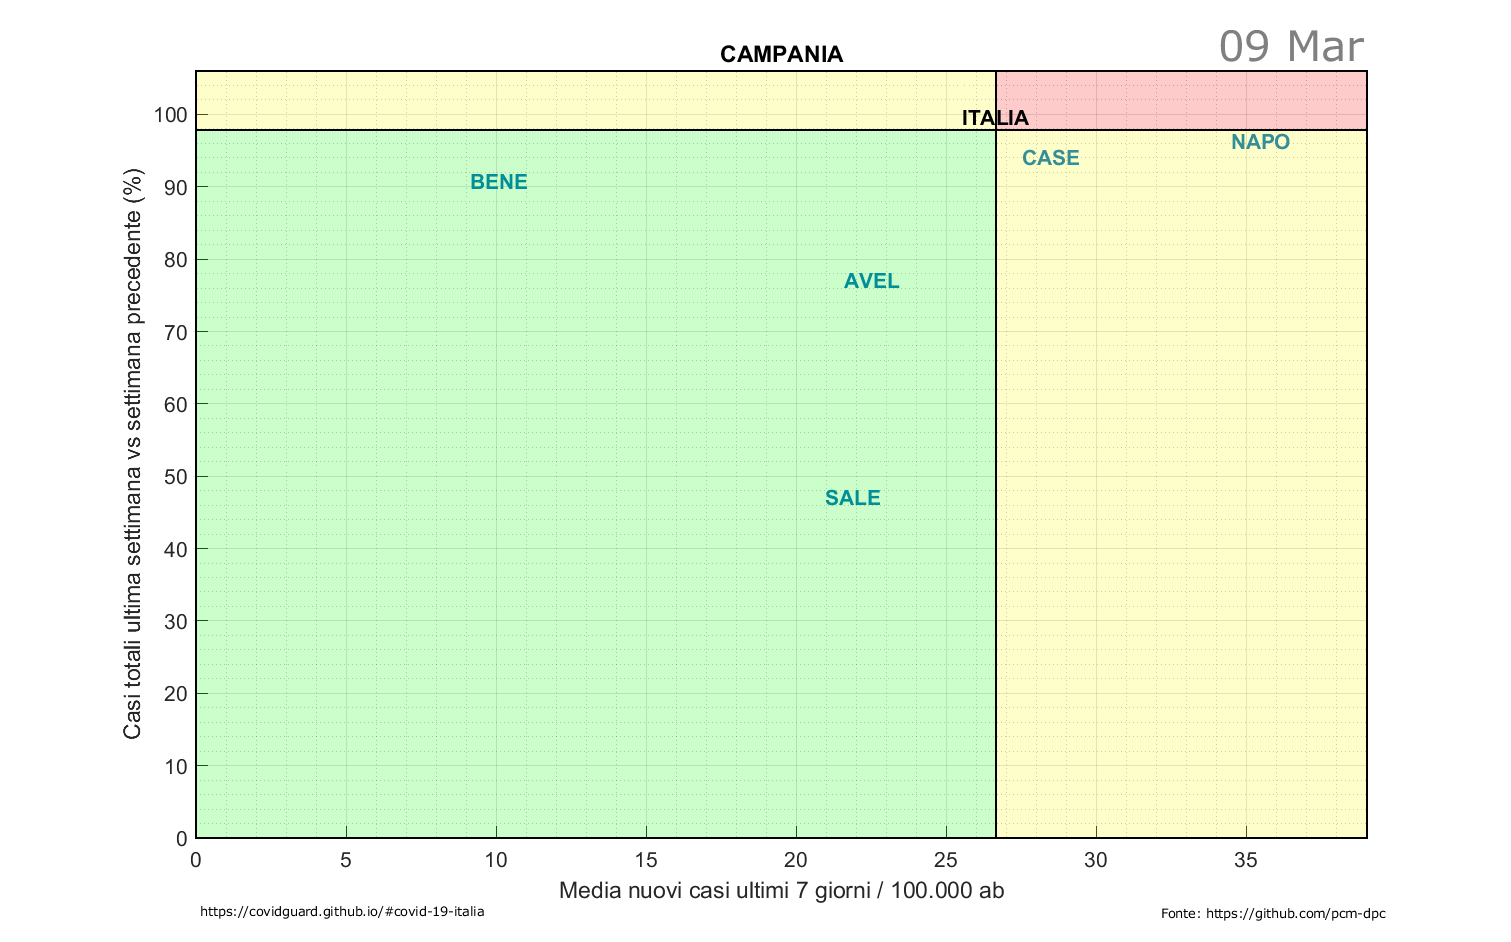 09 Mar
CAMPANIA
100
ITALIA
NAPO
CASE
90
BENE
80
AVEL
70
60
50
SALE
40
30
20
10
0
Casi totali ultima settimana vs settimana precedente (%)
0 5 10 15 20 25 30 35
Media nuovi casi ultimi 7 giorni / 100.000 ab
https://covidguard.github.io/#covid-19-italia
Fonte: https://github.com/pcm-dpc